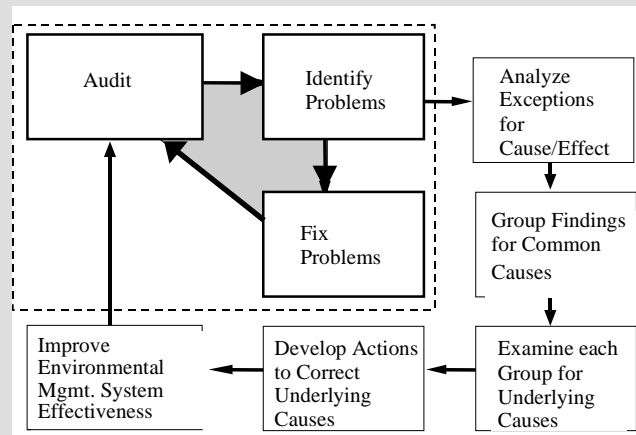 Audit
Identify
Problems
Analyze
Exceptions
for
Cause/Effect
Fix
Problems
Group Findings
for Common
Causes
Improve
Environmental
Mgmt. System
Effectiveness
Develop Actions
to Correct
Underlying
Causes
Examine each
Group for
Underlying
Causes